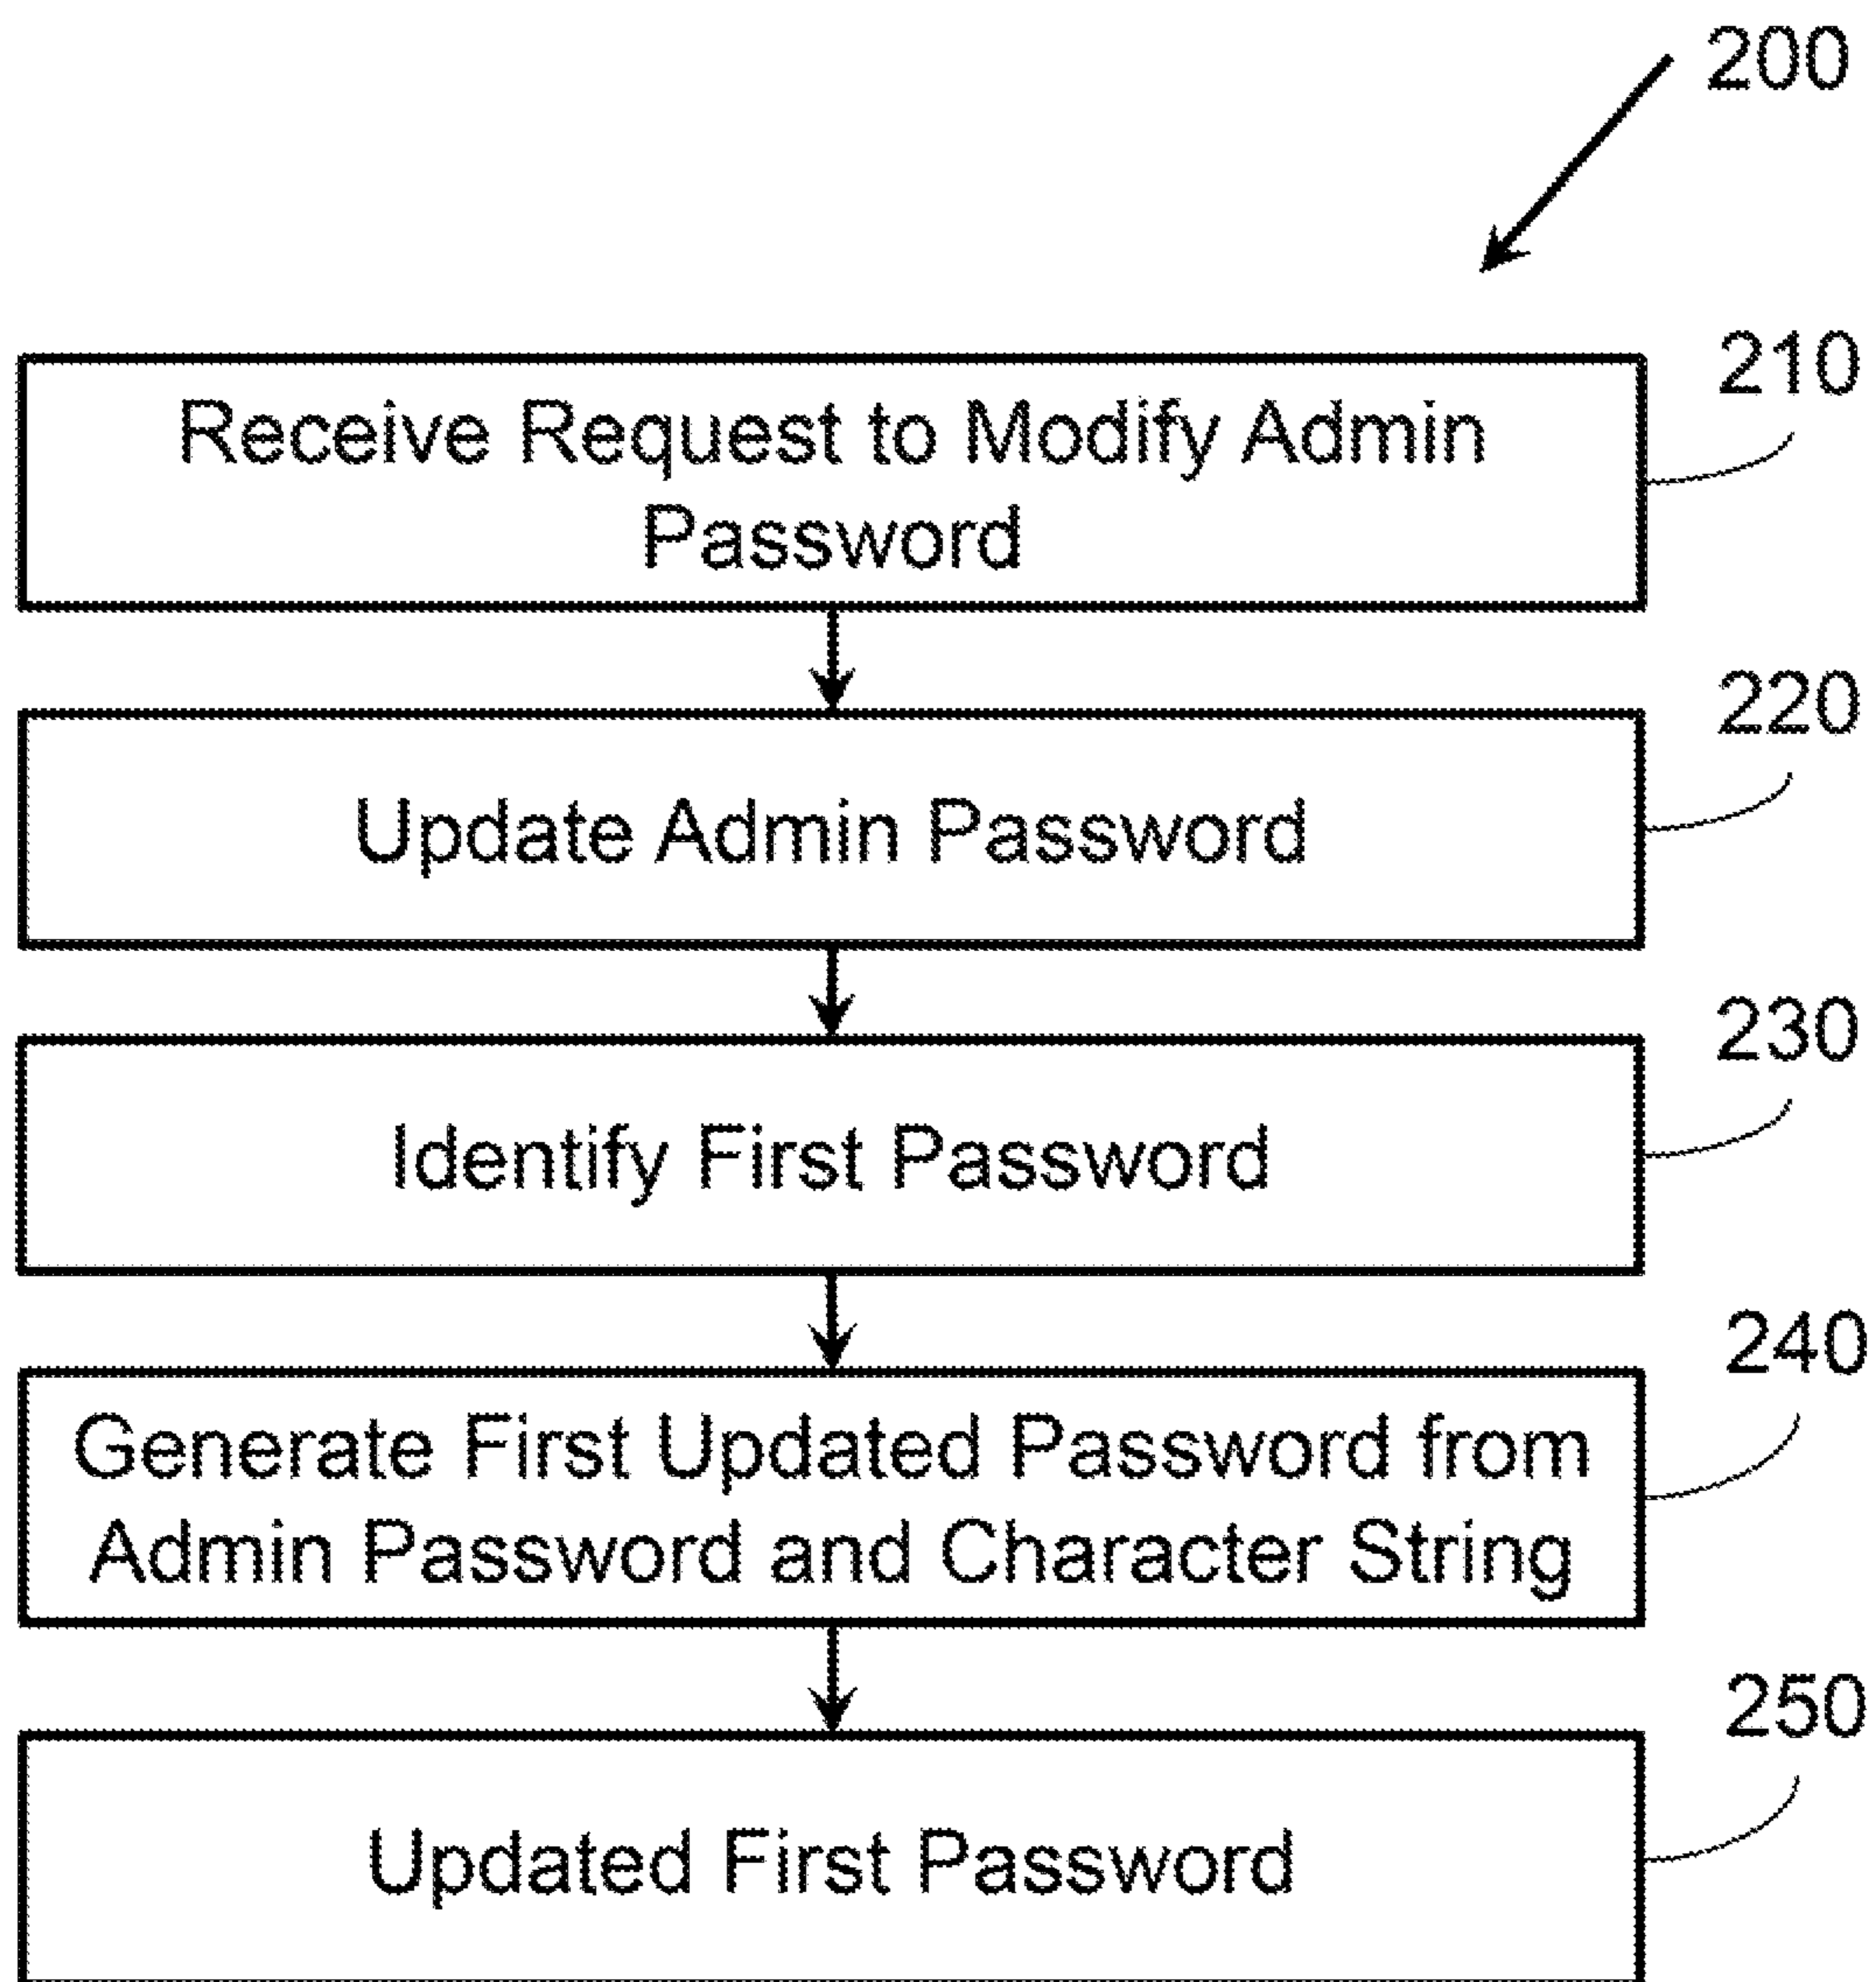 200
210
Receive Request to Modify Admin
Password
220
Update Admin Password
230
Identify First Password
240
Generate First Updated Password from
Admin Password and Character String
250
Updated First Password